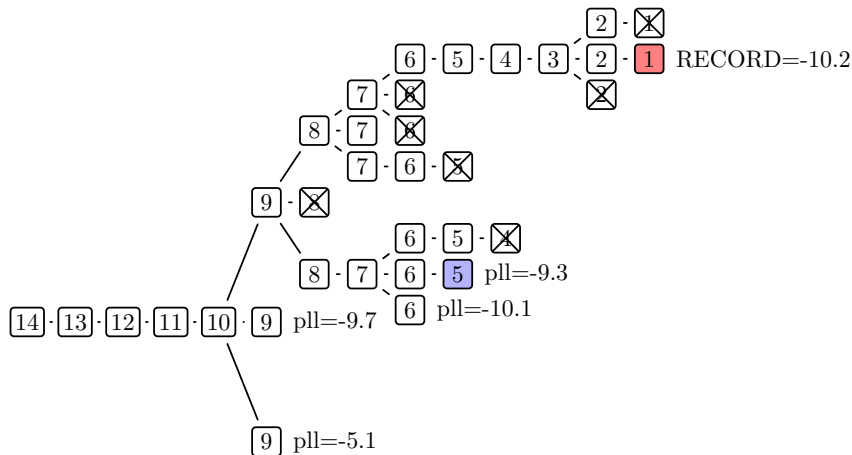 2 1
6 5 4 3 2 1 RECORD=-10.2
7 6 2
8 7 6
7 6 5
9 8
6 5 4
8 7 6 5 pll=-9.3
6 pll=-10.1
14 13 12 11 10 9 pll=-9.7
9 pll=-5.1